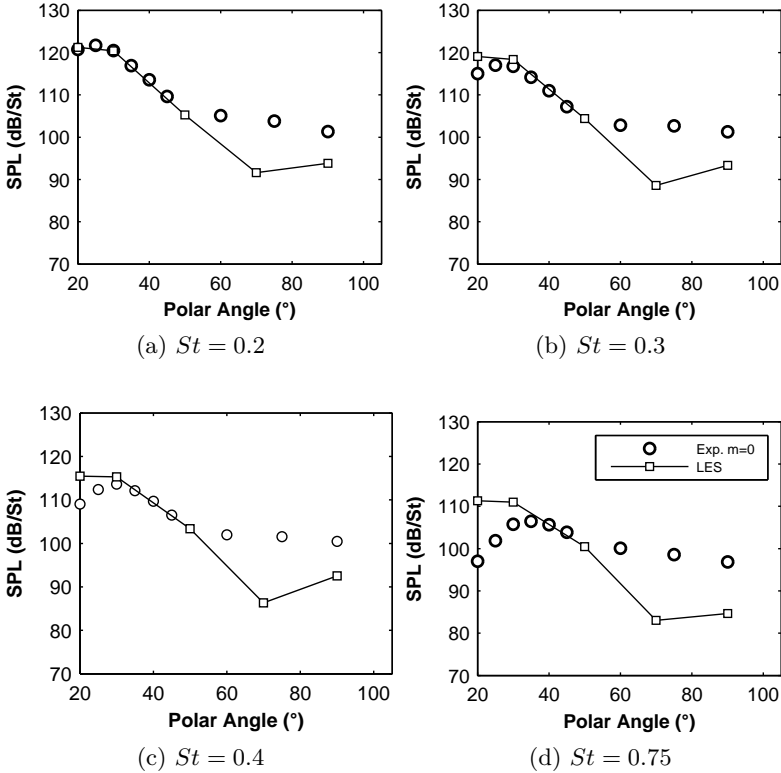 130
120
110
100
90
80
70
SPL (dB/St)
20 40 60 80 100
Polar Angle (°)
(a) St = 0.2
130
120
110
100
90
80
70
SPL (dB/St)
20 40 60 80 100
Polar Angle (°)
(b) St = 0.3
130
120
110
100
90
80
70
SPL (dB/St)
20 40 60 80 100
Polar Angle (°)
(c) St = 0.4
130
120
110
100
90
80
70
SPL (dB/St)
Exp. m=0
LES
20 40 60 80 100
Polar Angle (°)
(d) St = 0.75